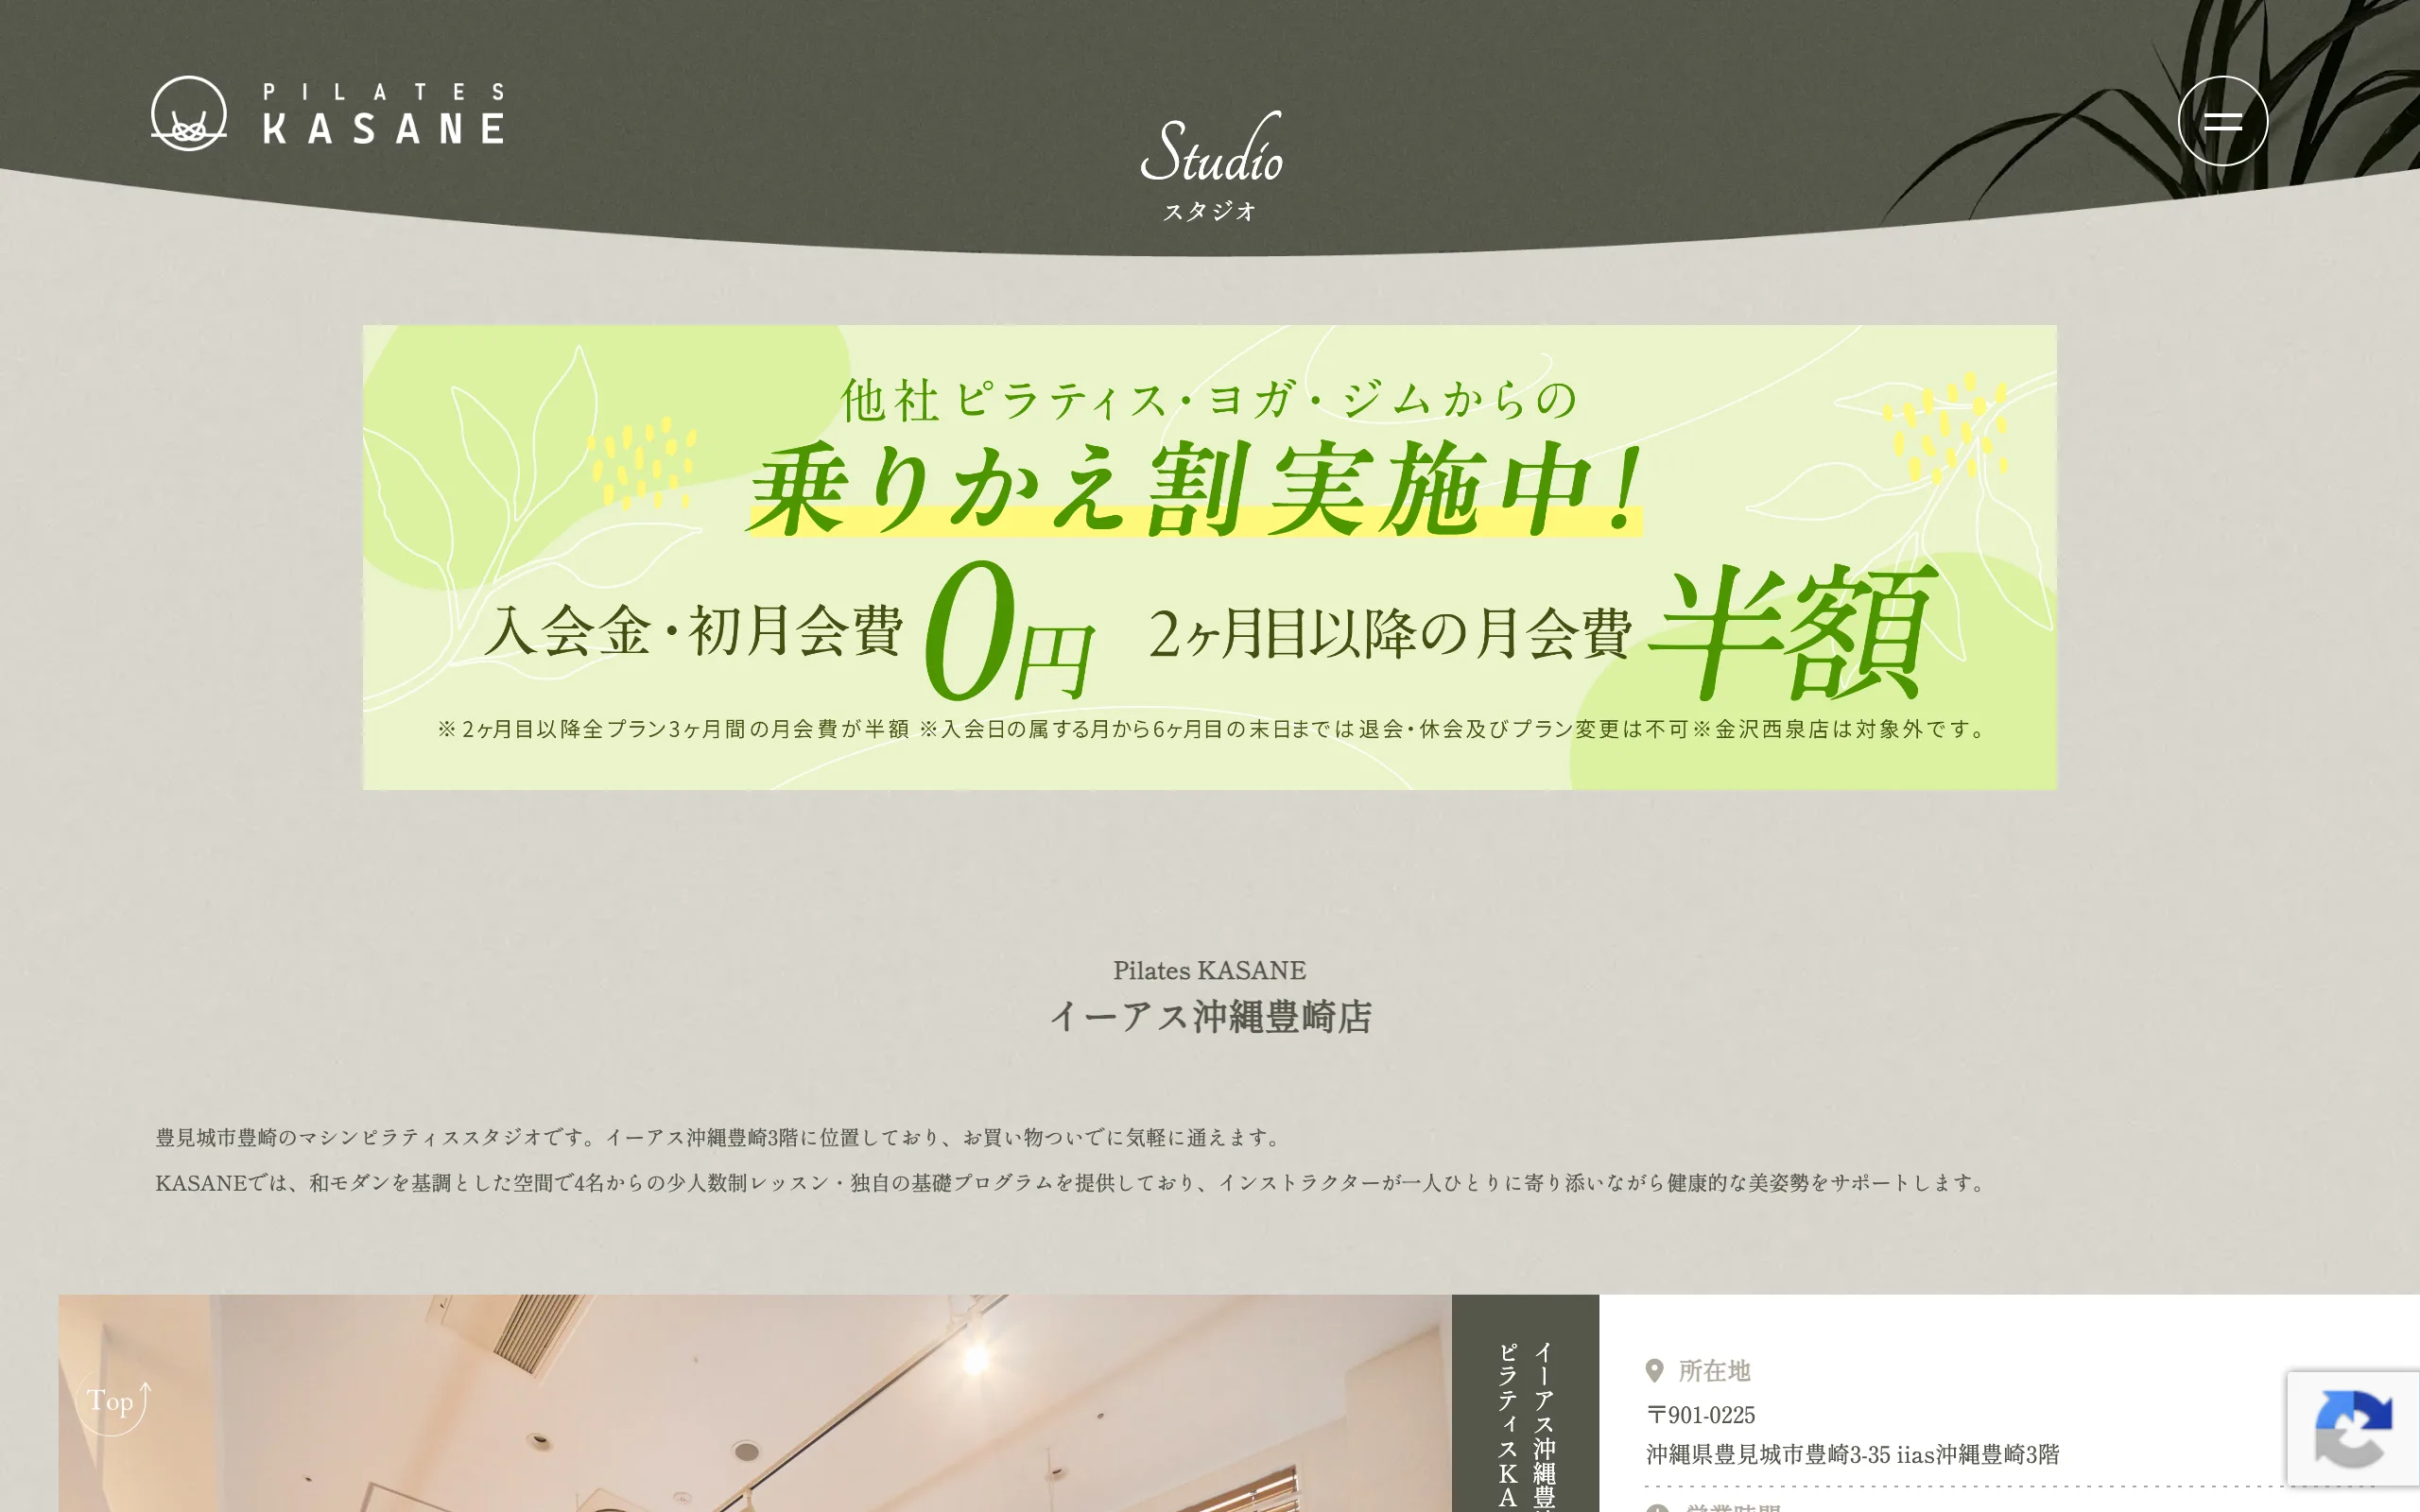 PILATES
KASANE
Studio
スタジオ
他社ピラティス・ヨガ・ジムからの
乗りかえ割実施中!
入会金・初月会費0円 2ヶ月目以降の月会費半額
※2ヶ月目以降全プラン3ヶ月間の月会費が半額 ※入会日の属する月から6ヶ月目の末日までは退会・休会及びプラン変更は不可※金沢西泉店は対象外です。
Pilates KASANE
イーアス沖縄豊崎店
豊見城市豊崎のマシンピラティススタジオです。イーアス沖縄豊崎3階に位置しており、お買い物ついでに気軽に通えます。
KASANEでは、和モダンを基調とした空間で4名からの少人数制レッスン・独自の基礎プログラムを提供しており、インストラクターが一人ひとりに寄り添いながら健康的な美姿勢をサポートします。
Top
イーアス沖縄豊
ピラティスKA
所在地
〒901-0225
沖縄県豊見城市豊崎3-35 iias沖縄豊崎3階
営業時間